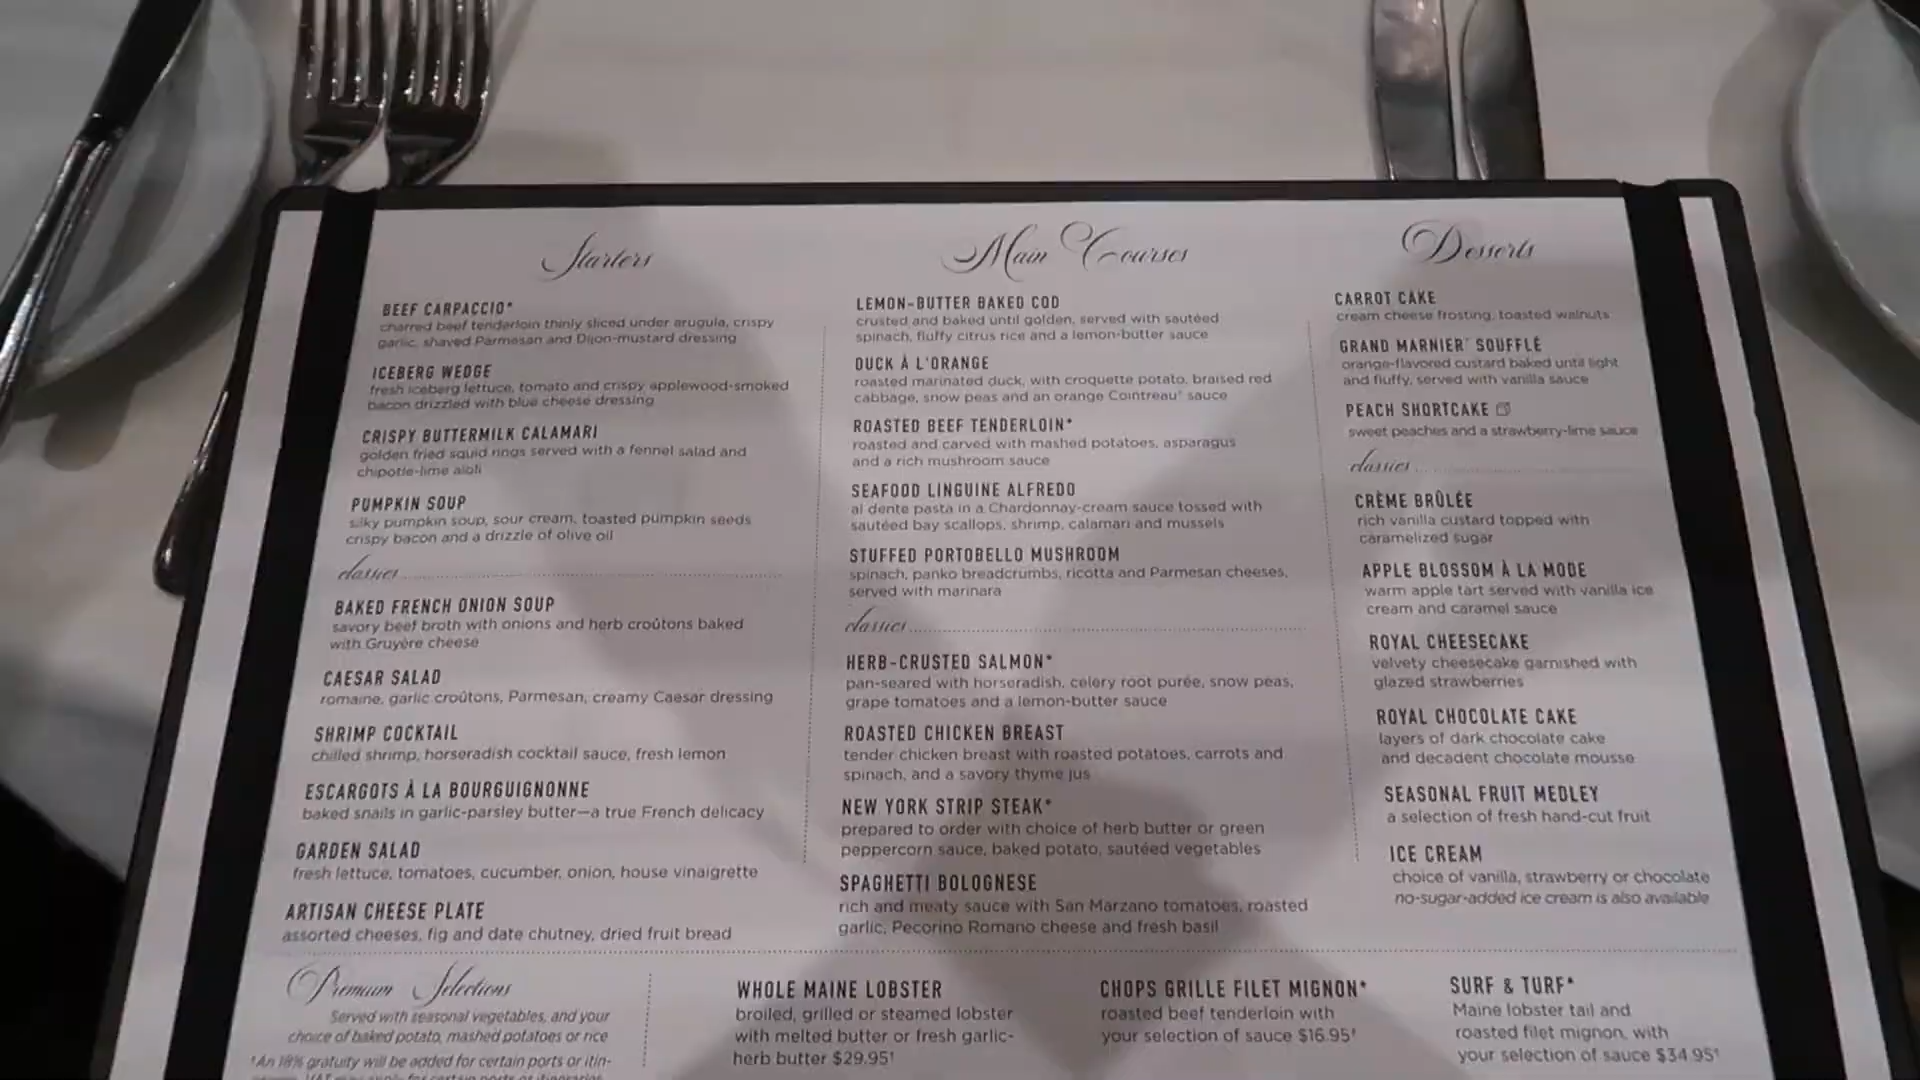 Starters
BEEF CARPACCIO*
charred beef tenderloin thinly sliced under arugula, crispy
garlic, shaved Parmesan and Dijon-mustard dressing
ICEBERG WEDGE
fresh iceberg lettuce, tomato and crispy applewood-smoked
bacon drizzled with blue cheese dressing
CRISPY BUTTERMILK CALAMARI
golden fried squid rings served with a fennel salad and
chipotle-lime aioli
PUMPKIN SOUP
silky pumpkin soup, sour cream, toasted pumpkin seeds
crispy bacon and a drizzle of olive oil
classics
BAKED FRENCH ONION SOUP
savory beef broth with onions and herb croûtons baked
with Gruyère cheese
CAESAR SALAD
romaine, garlic croûtons, Parmesan, creamy Caesar dressing
SHRIMP COCKTAIL
chilled shrimp, horseradish cocktail sauce, fresh lemon
ESCARGOTS À LA BOURGUIGNONNE
baked snails in garlic-parsley butter—a true French delicacy
GARDEN SALAD
fresh lettuce, tomatoes, cucumber, onion, house vinaigrette
ARTISAN CHEESE PLATE
assorted cheeses, fig and date chutney, dried fruit bread
Main Courses
LEMON-BUTTER BAKED COD
crusted and baked until golden, served with sautéed
spinach, fluffy citrus rice and a lemon-butter sauce
DUCK À L'ORANGE
roasted marinated duck, with croquette potato, braised red
cabbage, snow peas and an orange Cointreau® sauce
ROASTED BEEF TENDERLOIN*
roasted and carved with mashed potatoes, asparagus
and a rich mushroom sauce
SEAFOOD LINGUINE ALFREDO
al dente pasta in a Chardonnay-cream sauce tossed with
sautéed bay scallops, shrimp, calamari and mussels
STUFFED PORTOBELLO MUSHROOM
spinach, panko breadcrumbs, ricotta and Parmesan cheeses,
served with marinara
classics
HERB-CRUSTED SALMON*
pan-seared with horseradish, celery root purée, snow peas,
grape tomatoes and a lemon-butter sauce
ROASTED CHICKEN BREAST
tender chicken breast with roasted potatoes, carrots and
spinach, and a savory thyme jus
NEW YORK STRIP STEAK*
prepared to order with choice of herb butter or green
peppercorn sauce, baked potato, sautéed vegetables
SPAGHETTI BOLOGNESE
rich and meaty sauce with San Marzano tomatoes, roasted
garlic, Pecorino Romano cheese and fresh basil
Desserts
CARROT CAKE
cream cheese frosting, toasted walnuts
GRAND MARNIER® SOUFFLÉ
orange-flavored custard baked until light
and fluffy, served with vanilla sauce
PEACH SHORTCAKE
sweet peaches and a strawberry-lime sauce
classics
CRÈME BRÛLÉE
rich vanilla custard topped with
caramelized sugar
APPLE BLOSSOM À LA MODE
warm apple tart served with vanilla ice
cream and caramel sauce
ROYAL CHEESECAKE
velvety cheesecake garnished with
glazed strawberries
ROYAL CHOCOLATE CAKE
layers of dark chocolate cake
and decadent chocolate mousse
SEASONAL FRUIT MEDLEY
a selection of fresh hand-cut fruit
ICE CREAM
choice of vanilla, strawberry or chocolate
no-sugar-added ice cream is also available
Premium Selections
Served with seasonal vegetables, and your
choice of baked potato, mashed potatoes or rice
†An 18% gratuity will be added for certain ports or itin-
WHOLE MAINE LOBSTER
broiled, grilled or steamed lobster
with melted butter or fresh garlic-
herb butter $29.95†
CHOPS GRILLE FILET MIGNON*
roasted beef tenderloin with
your selection of sauce $16.95†
SURF & TURF*
Maine lobster tail and
roasted filet mignon, with
your selection of sauce $34.95†